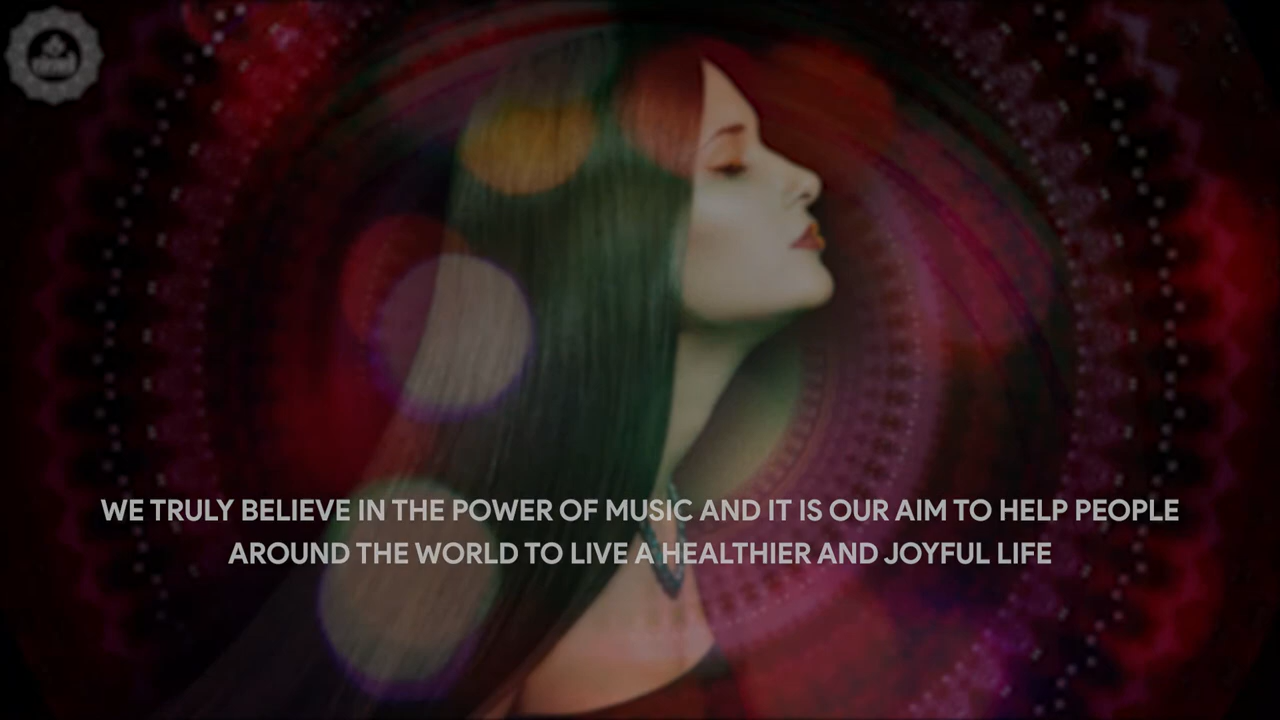 WE TRULY BELIEVE IN THE POWER OF MUSIC AND IT IS OUR AIM TO HELP PEOPLE
AROUND THE WORLD TO LIVE A HEALTHIER AND JOYFUL LIFE